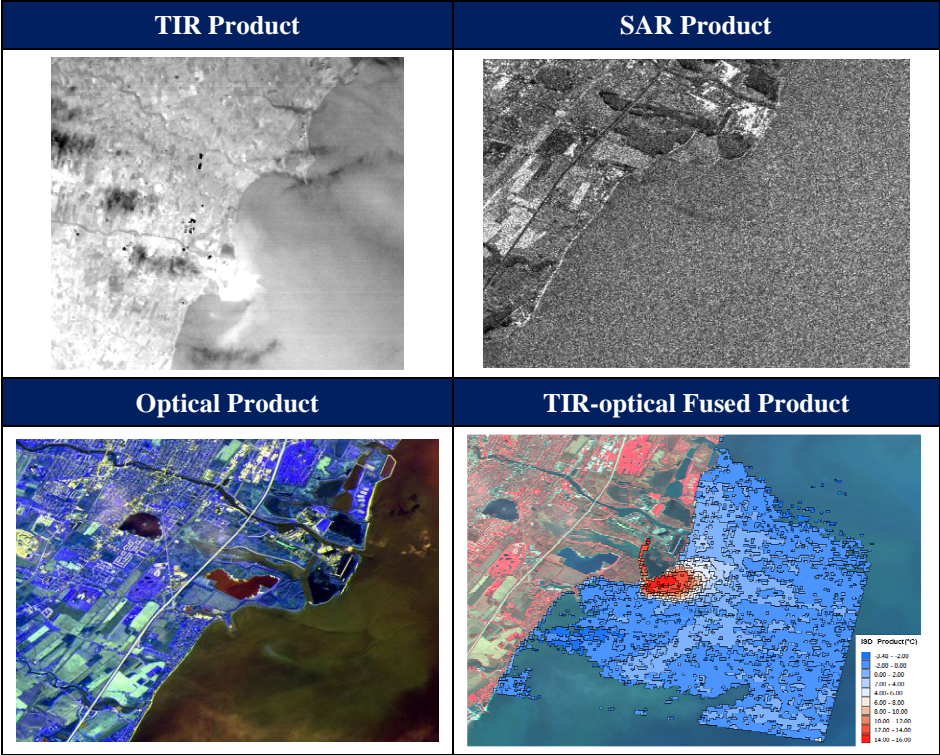 TIR Product
SAR Product
Optical Product
TIR-optical Fused Product
ISD Product(°C)
-3.48 - -2.00
-2.00 - 0.00
0.00 - 2.00
2.00 - 4.00
4.00 - 6.00
6.00 - 8.00
8.00 - 10.00
10.00 - 12.00
12.00 - 14.00
14.00 - 16.00